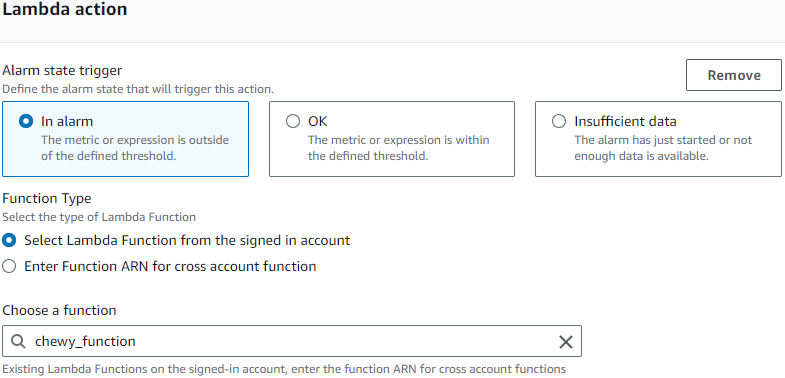 Lambda action
Alarm state trigger
Define the alarm state that will trigger this action.
Remove
In alarm
The metric or expression is outside
of the defined threshold.
OK
The metric or expression is within
the defined threshold.
Insufficient data
The alarm has just started or not
enough data is available.
Function Type
Select the type of Lambda Function
Select Lambda Function from the signed in account
Enter Function ARN for cross account function
Choose a function
chewy_function
Existing Lambda Functions on the signed-in account, enter the function ARN for cross account functions